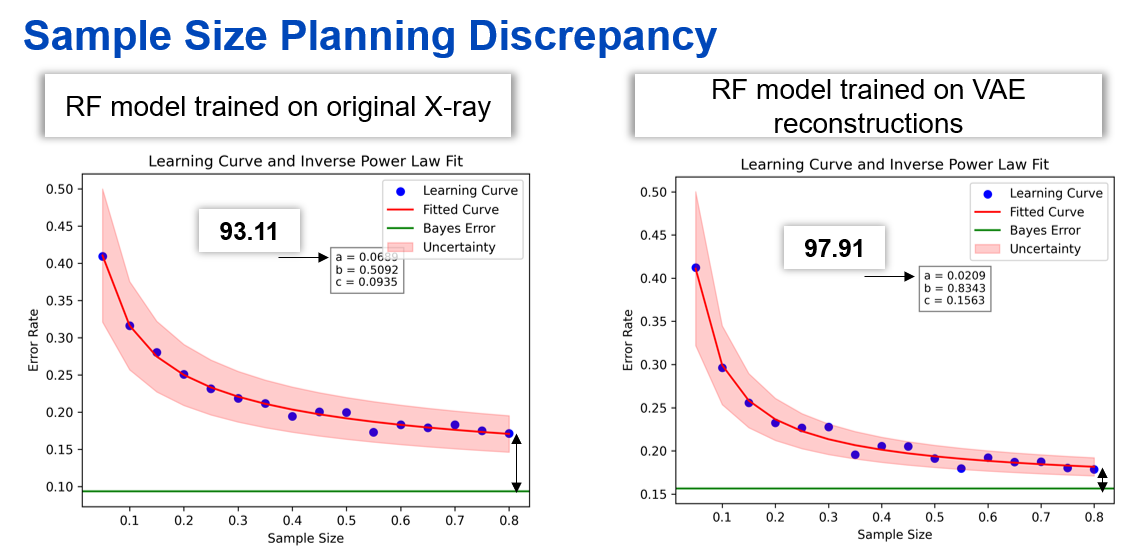 Sample Size Planning Discrepancy
RF model trained on original X-ray
RF model trained on VAE
reconstructions
Learning Curve and Inverse Power Law Fit
0.50
0.45
0.40
0.35
0.30
0.25
0.20
0.15
0.10
Error Rate
0.1
0.2
0.3
0.4
0.5
0.6
0.7
0.8
Sample Size
Learning Curve
Fitted Curve
Bayes Error
Uncertainty
93.11
a = 0.0689
b = 0.5092
c = 0.0935
Learning Curve and Inverse Power Law Fit
0.50
0.45
0.40
0.35
0.30
0.25
0.20
0.15
Error Rate
0.1
0.2
0.3
0.4
0.5
0.6
0.7
0.8
Sample Size
Learning Curve
Fitted Curve
Bayes Error
Uncertainty
97.91
a = 0.0209
b = 0.8343
c = 0.1563